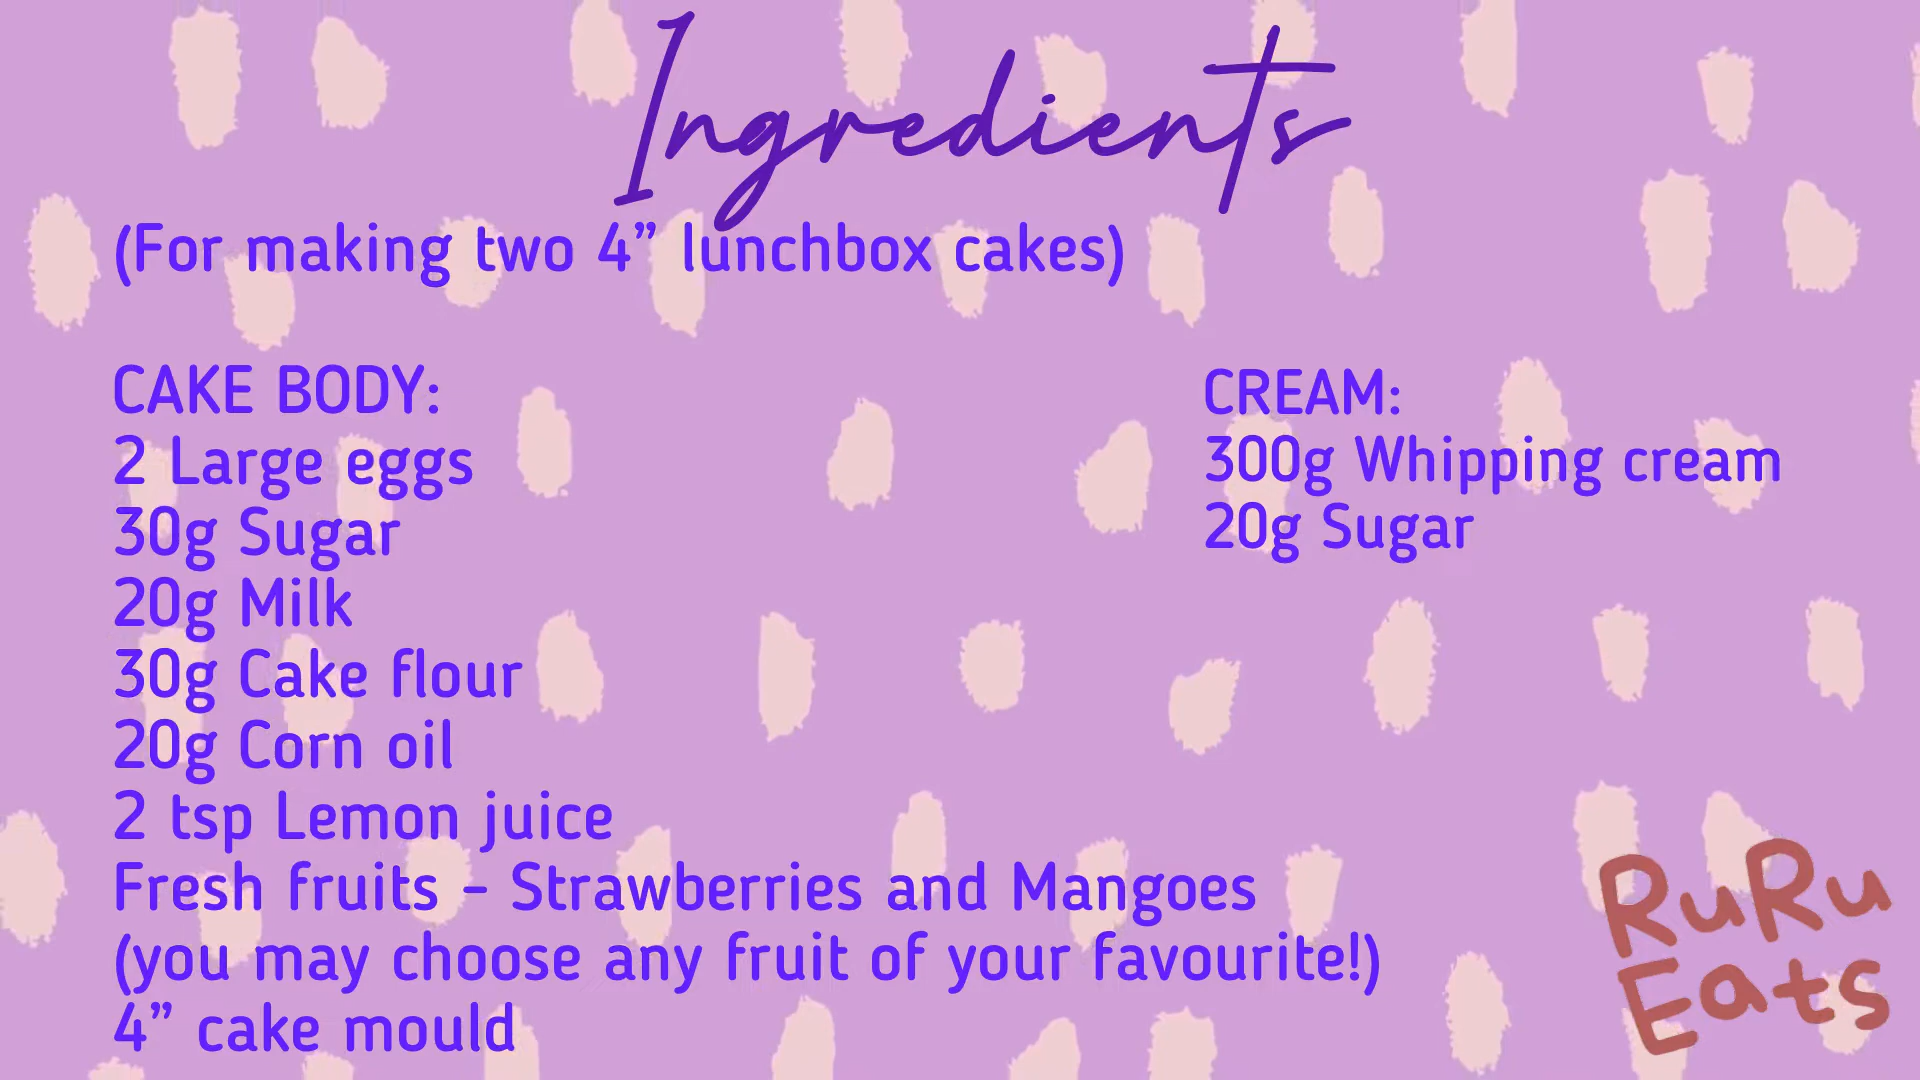 Ingredients
(For making two 4” lunchbox cakes)
CAKE BODY:
2 Large eggs
30g Sugar
20g Milk
30g Cake flour
20g Corn oil
2 tsp Lemon juice
Fresh fruits - Strawberries and Mangoes
(you may choose any fruit of your favourite!)
4” cake mould
CREAM:
300g Whipping cream
20g Sugar
RuRu
Eats